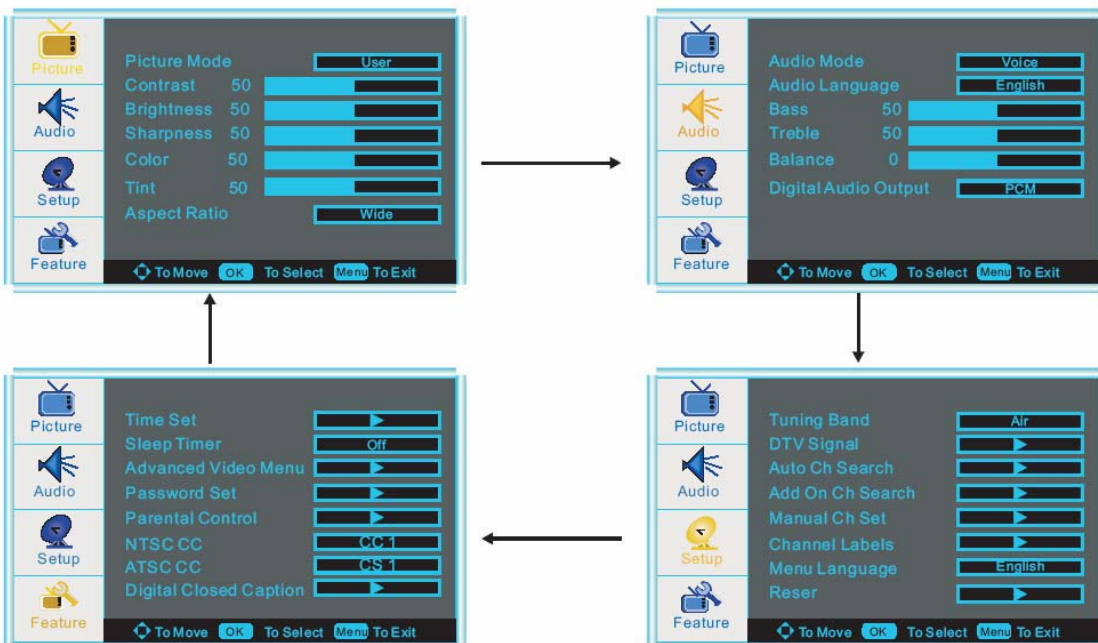 Picture
Audio
Setup
Feature
Picture Mode User
Contrast 50
Brightness 50
Sharpness 50
Color 50
Tint 50
Aspect Ratio Wide
To Move OK To Select Menu To Exit
Picture
Audio
Setup
Feature
Audio Mode Voice
Audio Language English
Bass 50
Treble 50
Balance 0
Digital Audio Output PCM
To Move OK To Select Menu To Exit
Picture
Audio
Setup
Feature
Time Set
Sleep Timer Off
Advanced Video Menu
Password Set
Parental Control
NTSC CC CC 1
ATSC CC CS 1
Digital Closed Caption
To Move OK To Select Menu To Exit
Picture
Audio
Setup
Feature
Tuning Band Air
DTV Signal
Auto Ch Search
Add On Ch Search
Manual Ch Set
Channel Labels
Menu Language English
Reser
To Move OK To Select Menu To Exit